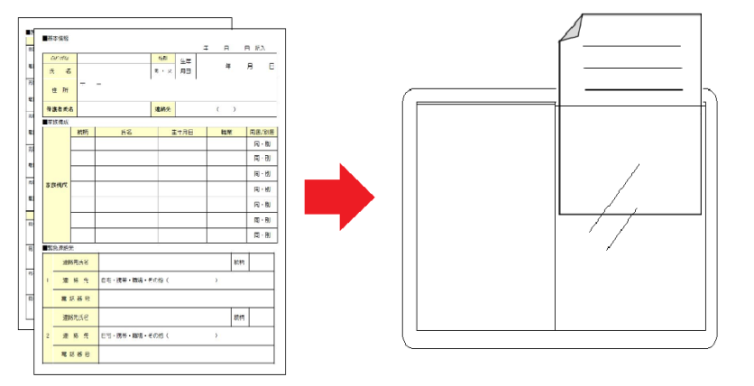 ■基本情報
年 月 日 記入
フリガナ 性別 生年月日 年 月 日
氏 名 男・女
住 所 〒 －
保護者氏名 連絡先 ( )
■家族構成
続柄 氏名 生年月日 職業 同居/別居
家族構成 同・別
同・別
同・別
同・別
同・別
同・別
同・別
■緊急連絡先
連絡先氏名 続柄
1 連 絡 先 自宅・携帯・職場・その他 ( )
電 話 番 号
連絡先氏名 続柄
2 連 絡 先 自宅・携帯・職場・その他 ( )
電 話 番 号